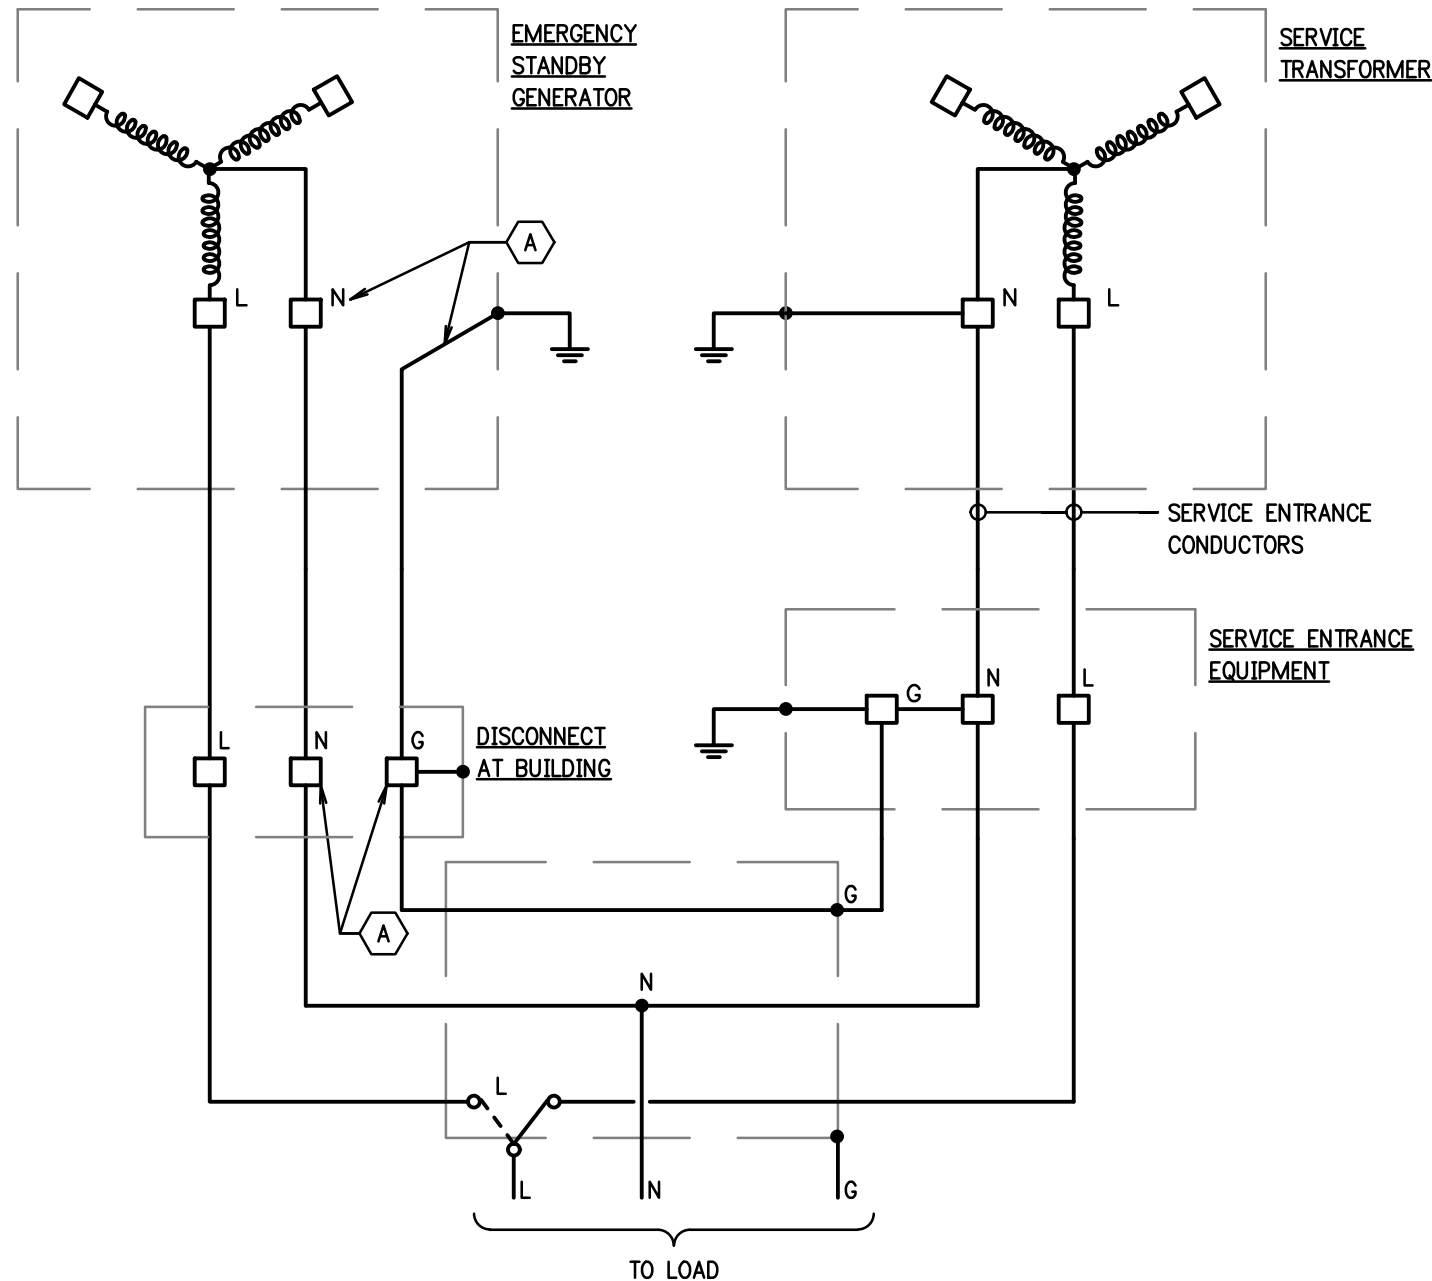 EMERGENCY
STANDBY
GENERATOR
SERVICE
TRANSFORMER
A
L
N
N
L
SERVICE ENTRANCE
CONDUCTORS
SERVICE ENTRANCE
EQUIPMENT
G
N
L
L
N
G
DISCONNECT
AT BUILDING
G
A
N
L
L
N
G
TO LOAD